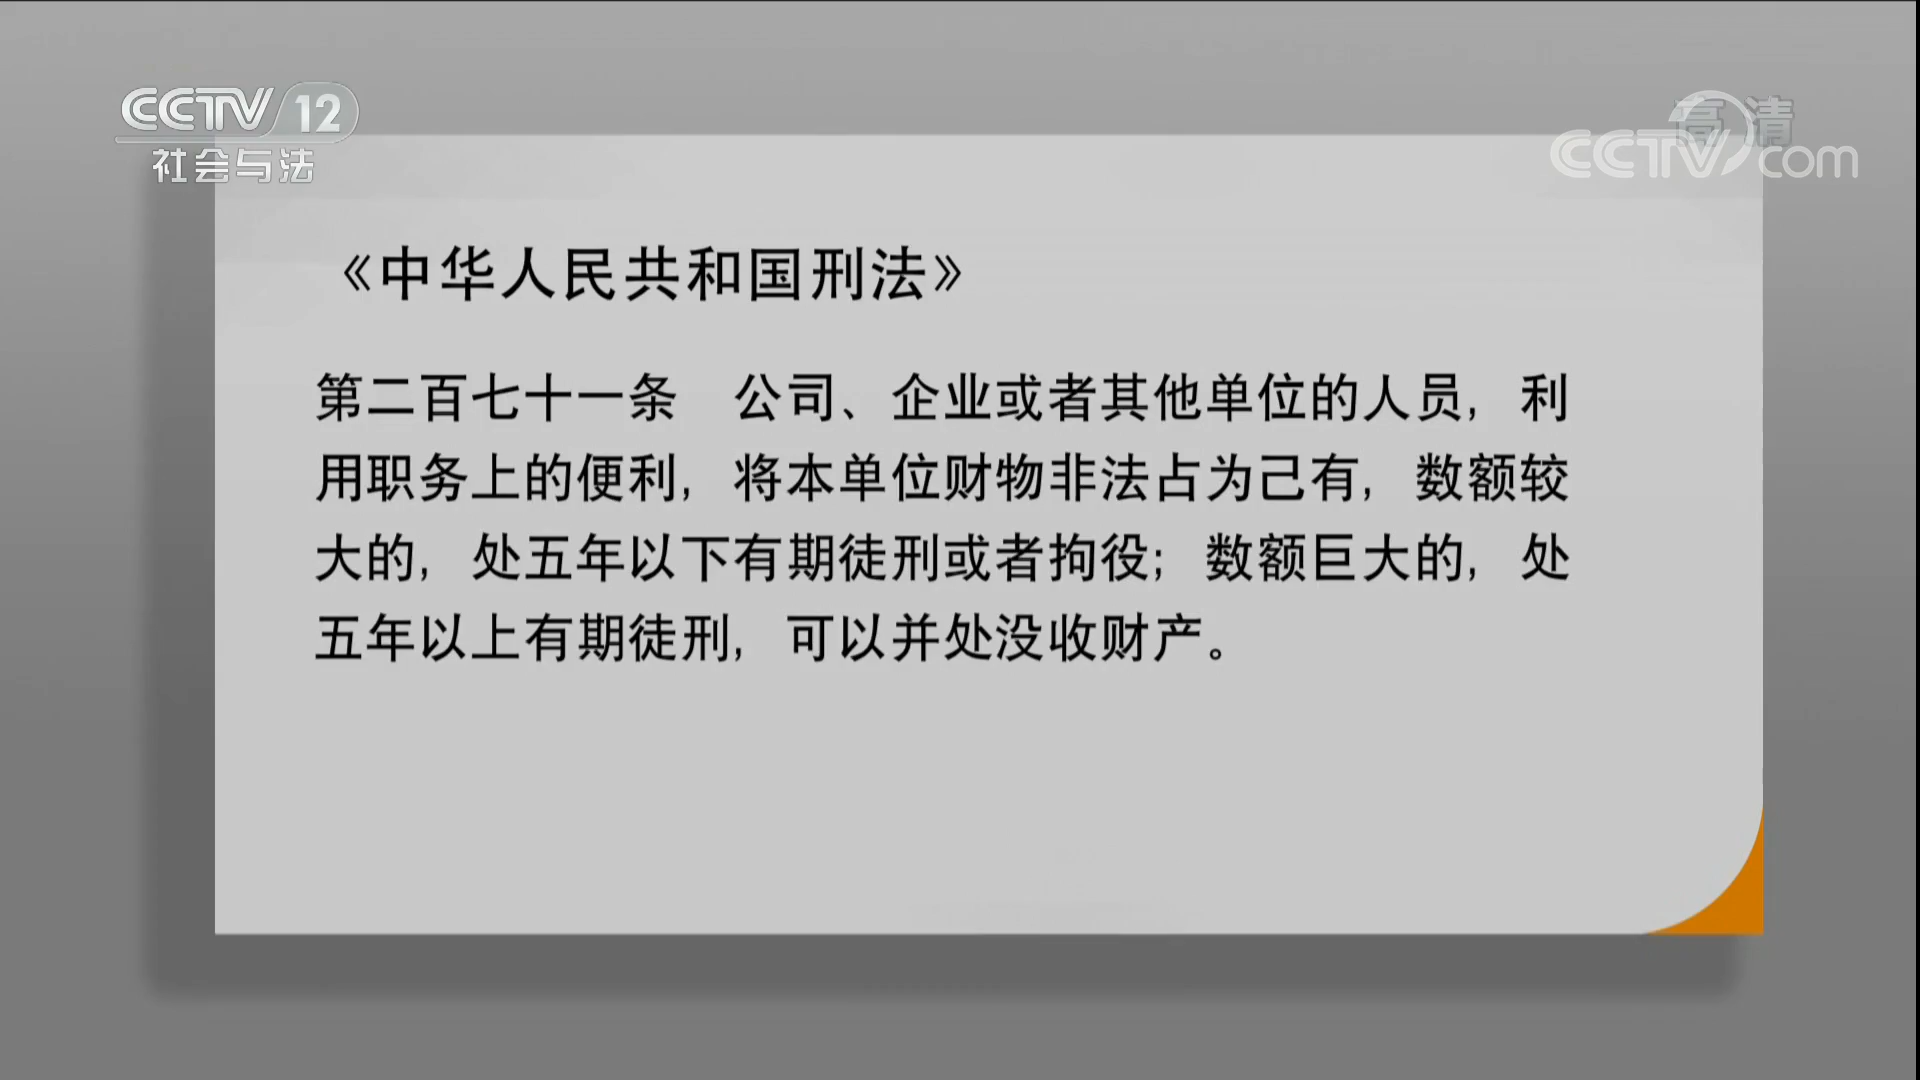 CCTV 12
社会与法
高清
CCTV.com
《中华人民共和国刑法》
第二百七十一条　公司、企业或者其他单位的人员，利
用职务上的便利，将本单位财物非法占为己有，数额较
大的，处五年以下有期徒刑或者拘役；数额巨大的，处
五年以上有期徒刑，可以并处没收财产。